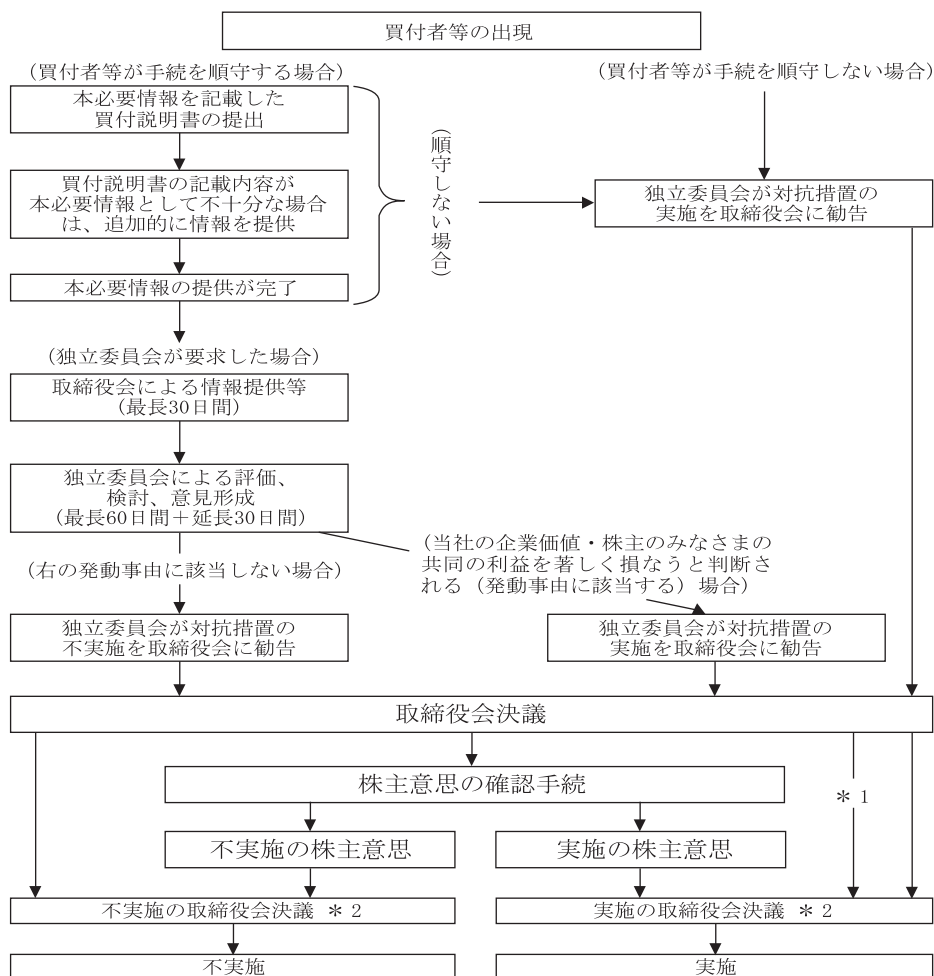 買付者等の出現
(買付者等が手続を順守する場合)
(買付者等が手続を順守しない場合)
本必要情報を記載した
買付説明書の提出
買付説明書の記載内容が
本必要情報として不十分な場合
は、追加的に情報を提供
本必要情報の提供が完了
(順守しない場合)
独立委員会が対抗措置の
実施を取締役会に勧告
(独立委員会が要求した場合)
取締役会による情報提供等
(最長30日間)
独立委員会による評価、
検討、意見形成
(最長60日間＋延長30日間)
(右の発動事由に該当しない場合)
(当社の企業価値・株主のみなさまの
共同の利益を著しく損なうと判断さ
れる（発動事由に該当する）場合)
独立委員会が対抗措置の
不実施を取締役会に勧告
独立委員会が対抗措置の
実施を取締役会に勧告
取締役会決議
株主意思の確認手続
＊1
不実施の株主意思
実施の株主意思
不実施の取締役会決議 ＊2
実施の取締役会決議 ＊2
不実施
実施